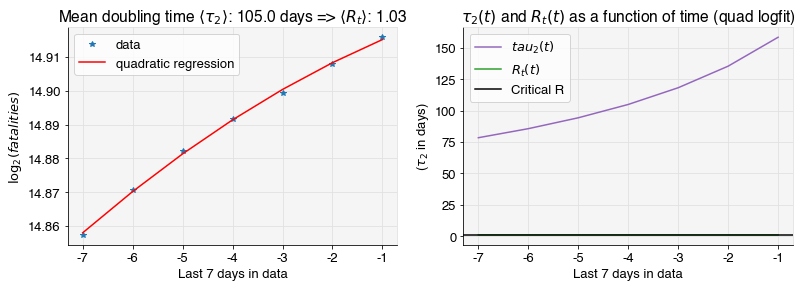 Mean doubling time ⟨τ₂⟩: 105.0 days => ⟨Rₜ⟩: 1.03
data
quadratic regression
log₂(fatalities)
14.91
14.90
14.89
14.88
14.87
14.86
-7 -6 -5 -4 -3 -2 -1
Last 7 days in data
τ₂(t) and Rₜ(t) as a function of time (quad logfit)
tau₂(t)
Rₜ(t)
Critical R
(τ₂ in days)
150
125
100
75
50
25
0
-7 -6 -5 -4 -3 -2 -1
Last 7 days in data